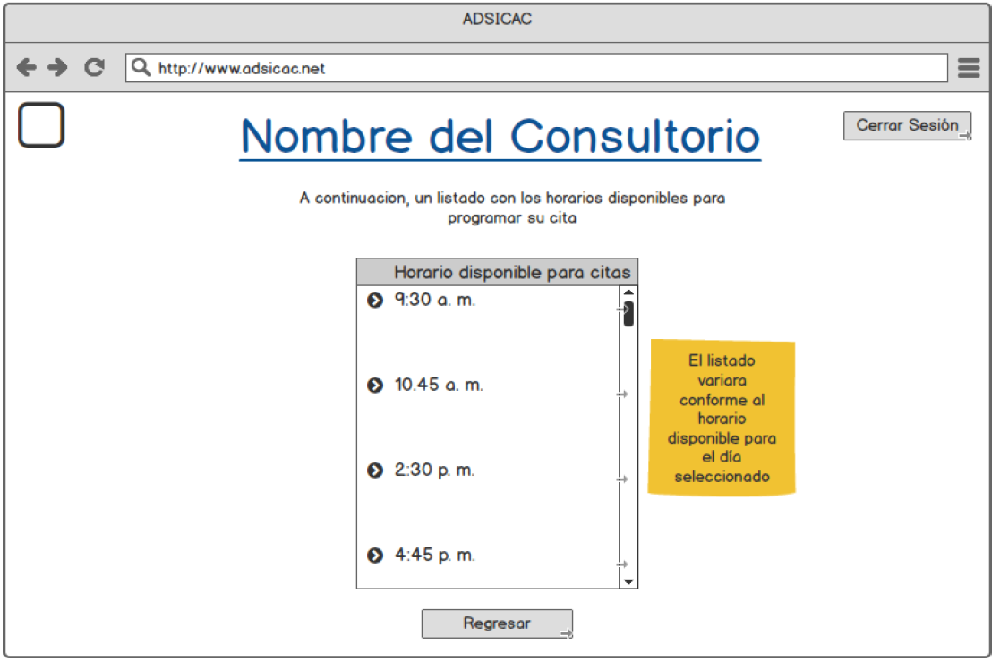 ADSICAC
http://www.adsicac.net
Nombre del Consultorio
Cerrar Sesión
A continuacion, un listado con los horarios disponibles para
programar su cita
Horario disponible para citas
9:30 a. m.
10.45 a. m.
2:30 p. m.
4:45 p. m.
El listado
variara
conforme al
horario
disponible para
el día
seleccionado
Regresar